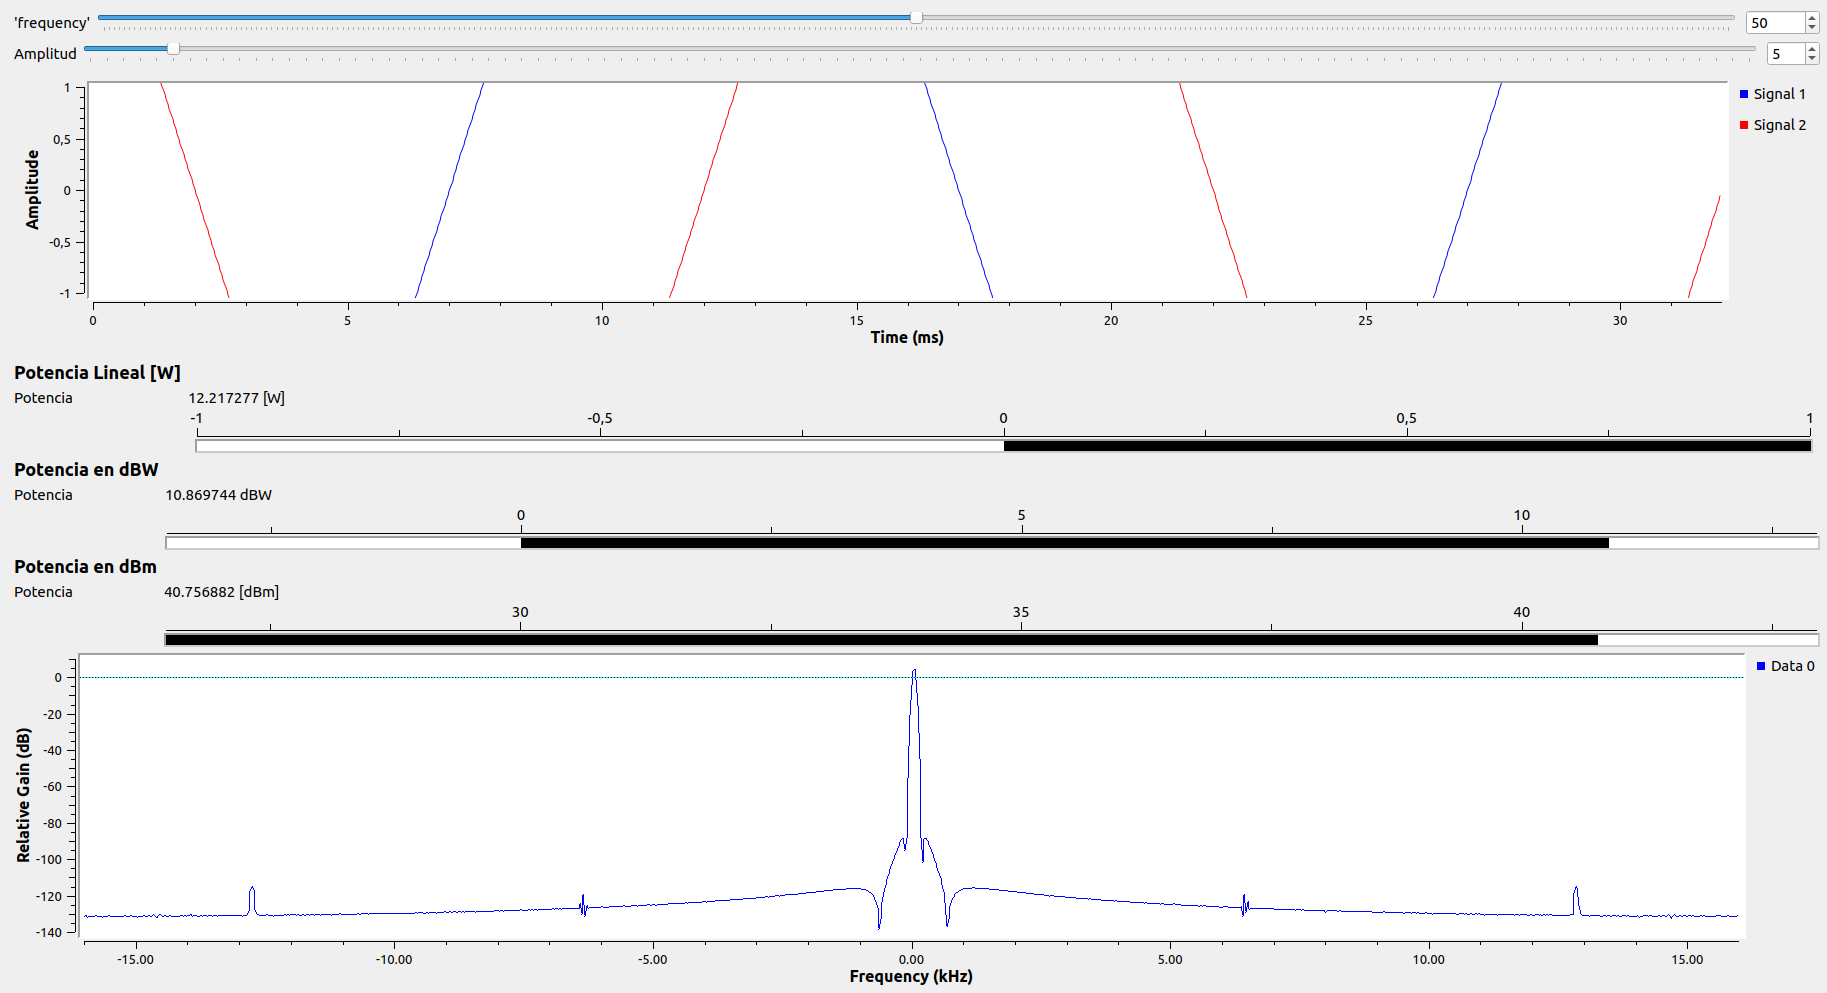 'frequency' 50
Amplitud 5
1
0,5
0
-0,5
-1
Amplitude
Signal 1
Signal 2
0 5 10 15 20 25 30
Time (ms)
Potencia Lineal [W]
Potencia 12.217277 [W]
-1 -0,5 0 0,5 1
Potencia en dBW
Potencia 10.869744 dBW
0 5 10
Potencia en dBm
Potencia 40.756882 [dBm]
30 35 40
0
-20
-40
-60
-80
-100
-120
-140
Relative Gain (dB)
Data 0
-15.00 -10.00 -5.00 0.00 5.00 10.00 15.00
Frequency (kHz)